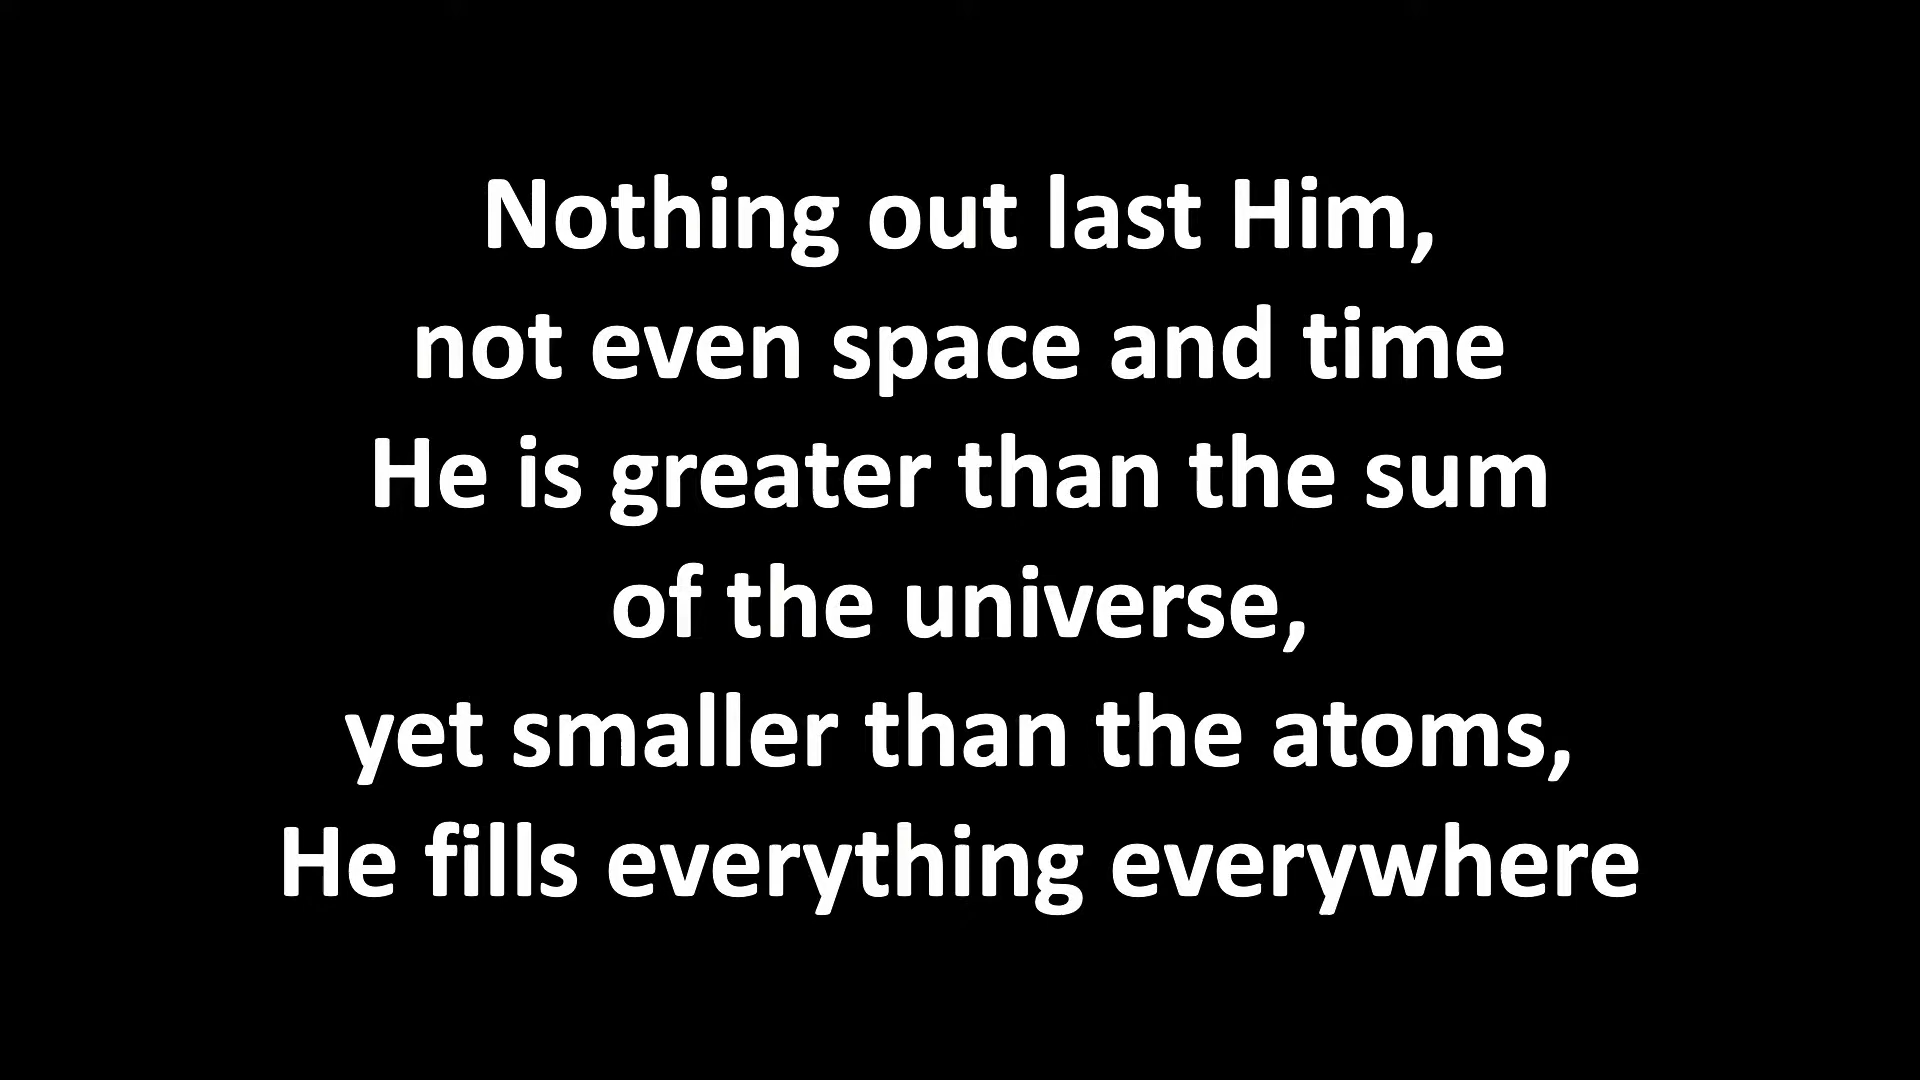 Nothing out last Him,
not even space and time
He is greater than the sum
of the universe,
yet smaller than the atoms,
He fills everything everywhere